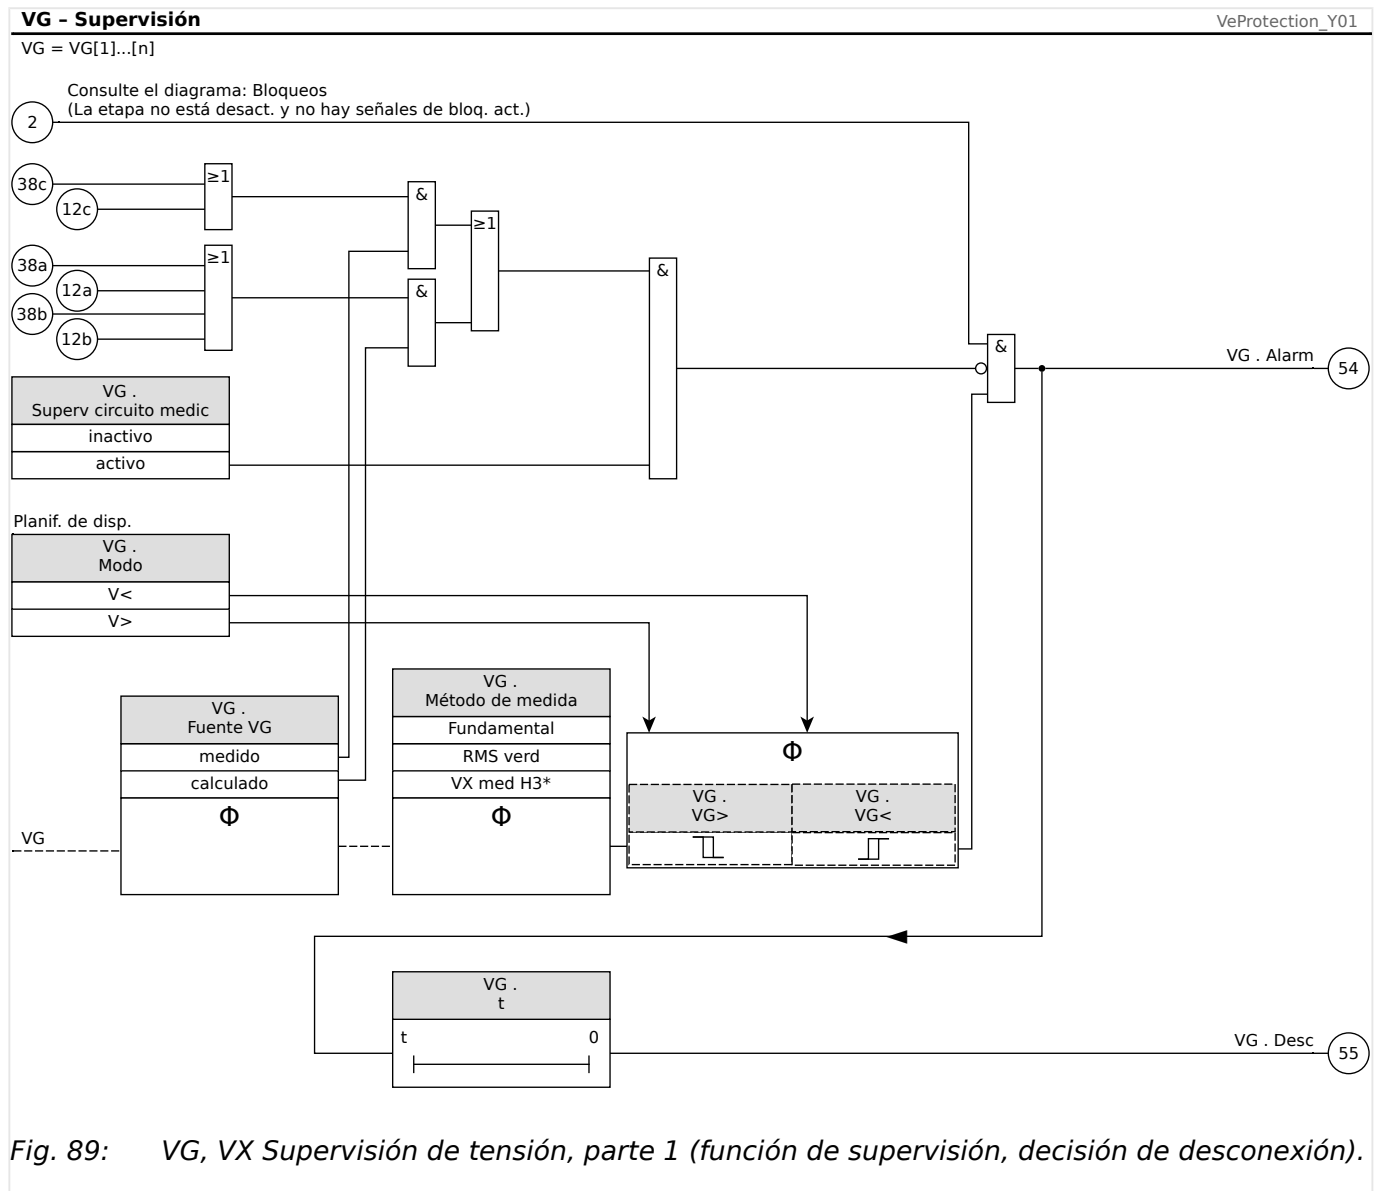 VG – Supervisión
VeProtection_Y01
VG = VG[1]...[n]
Consulte el diagrama: Bloqueos
(La etapa no está desact. y no hay señales de bloq. act.)
2
38c
12c
≥1
&
≥1
38a
12a
38b
12b
≥1
&
&
&
VG . Alarm
54
VG .
Superv circuito medic
inactivo
activo
Planif. de disp.
VG .
Modo
V<
V>
VG .
Fuente VG
medido
calculado
Φ
VG
VG .
Método de medida
Fundamental
RMS verd
VX med H3*
Φ
Φ
VG .
VG>
VG .
VG<
VG .
t
t
0
VG . Desc
55
Fig. 89: VG, VX Supervisión de tensión, parte 1 (función de supervisión, decisión de desconexión).